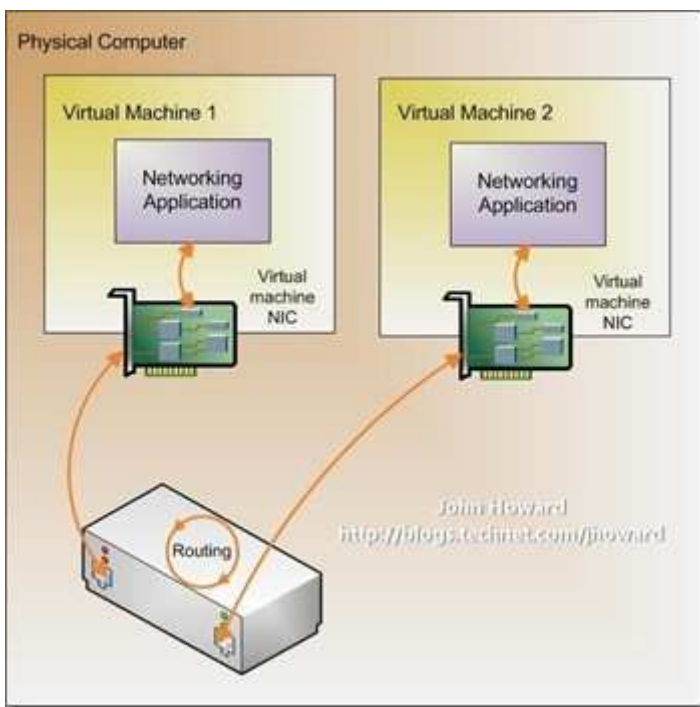 Physical Computer
Virtual Machine 1
Networking
Application
Virtual
machine
NIC
Virtual Machine 2
Networking
Application
Virtual
machine
NIC
Routing
John Howard
http://blogs.technet.com/jhoward